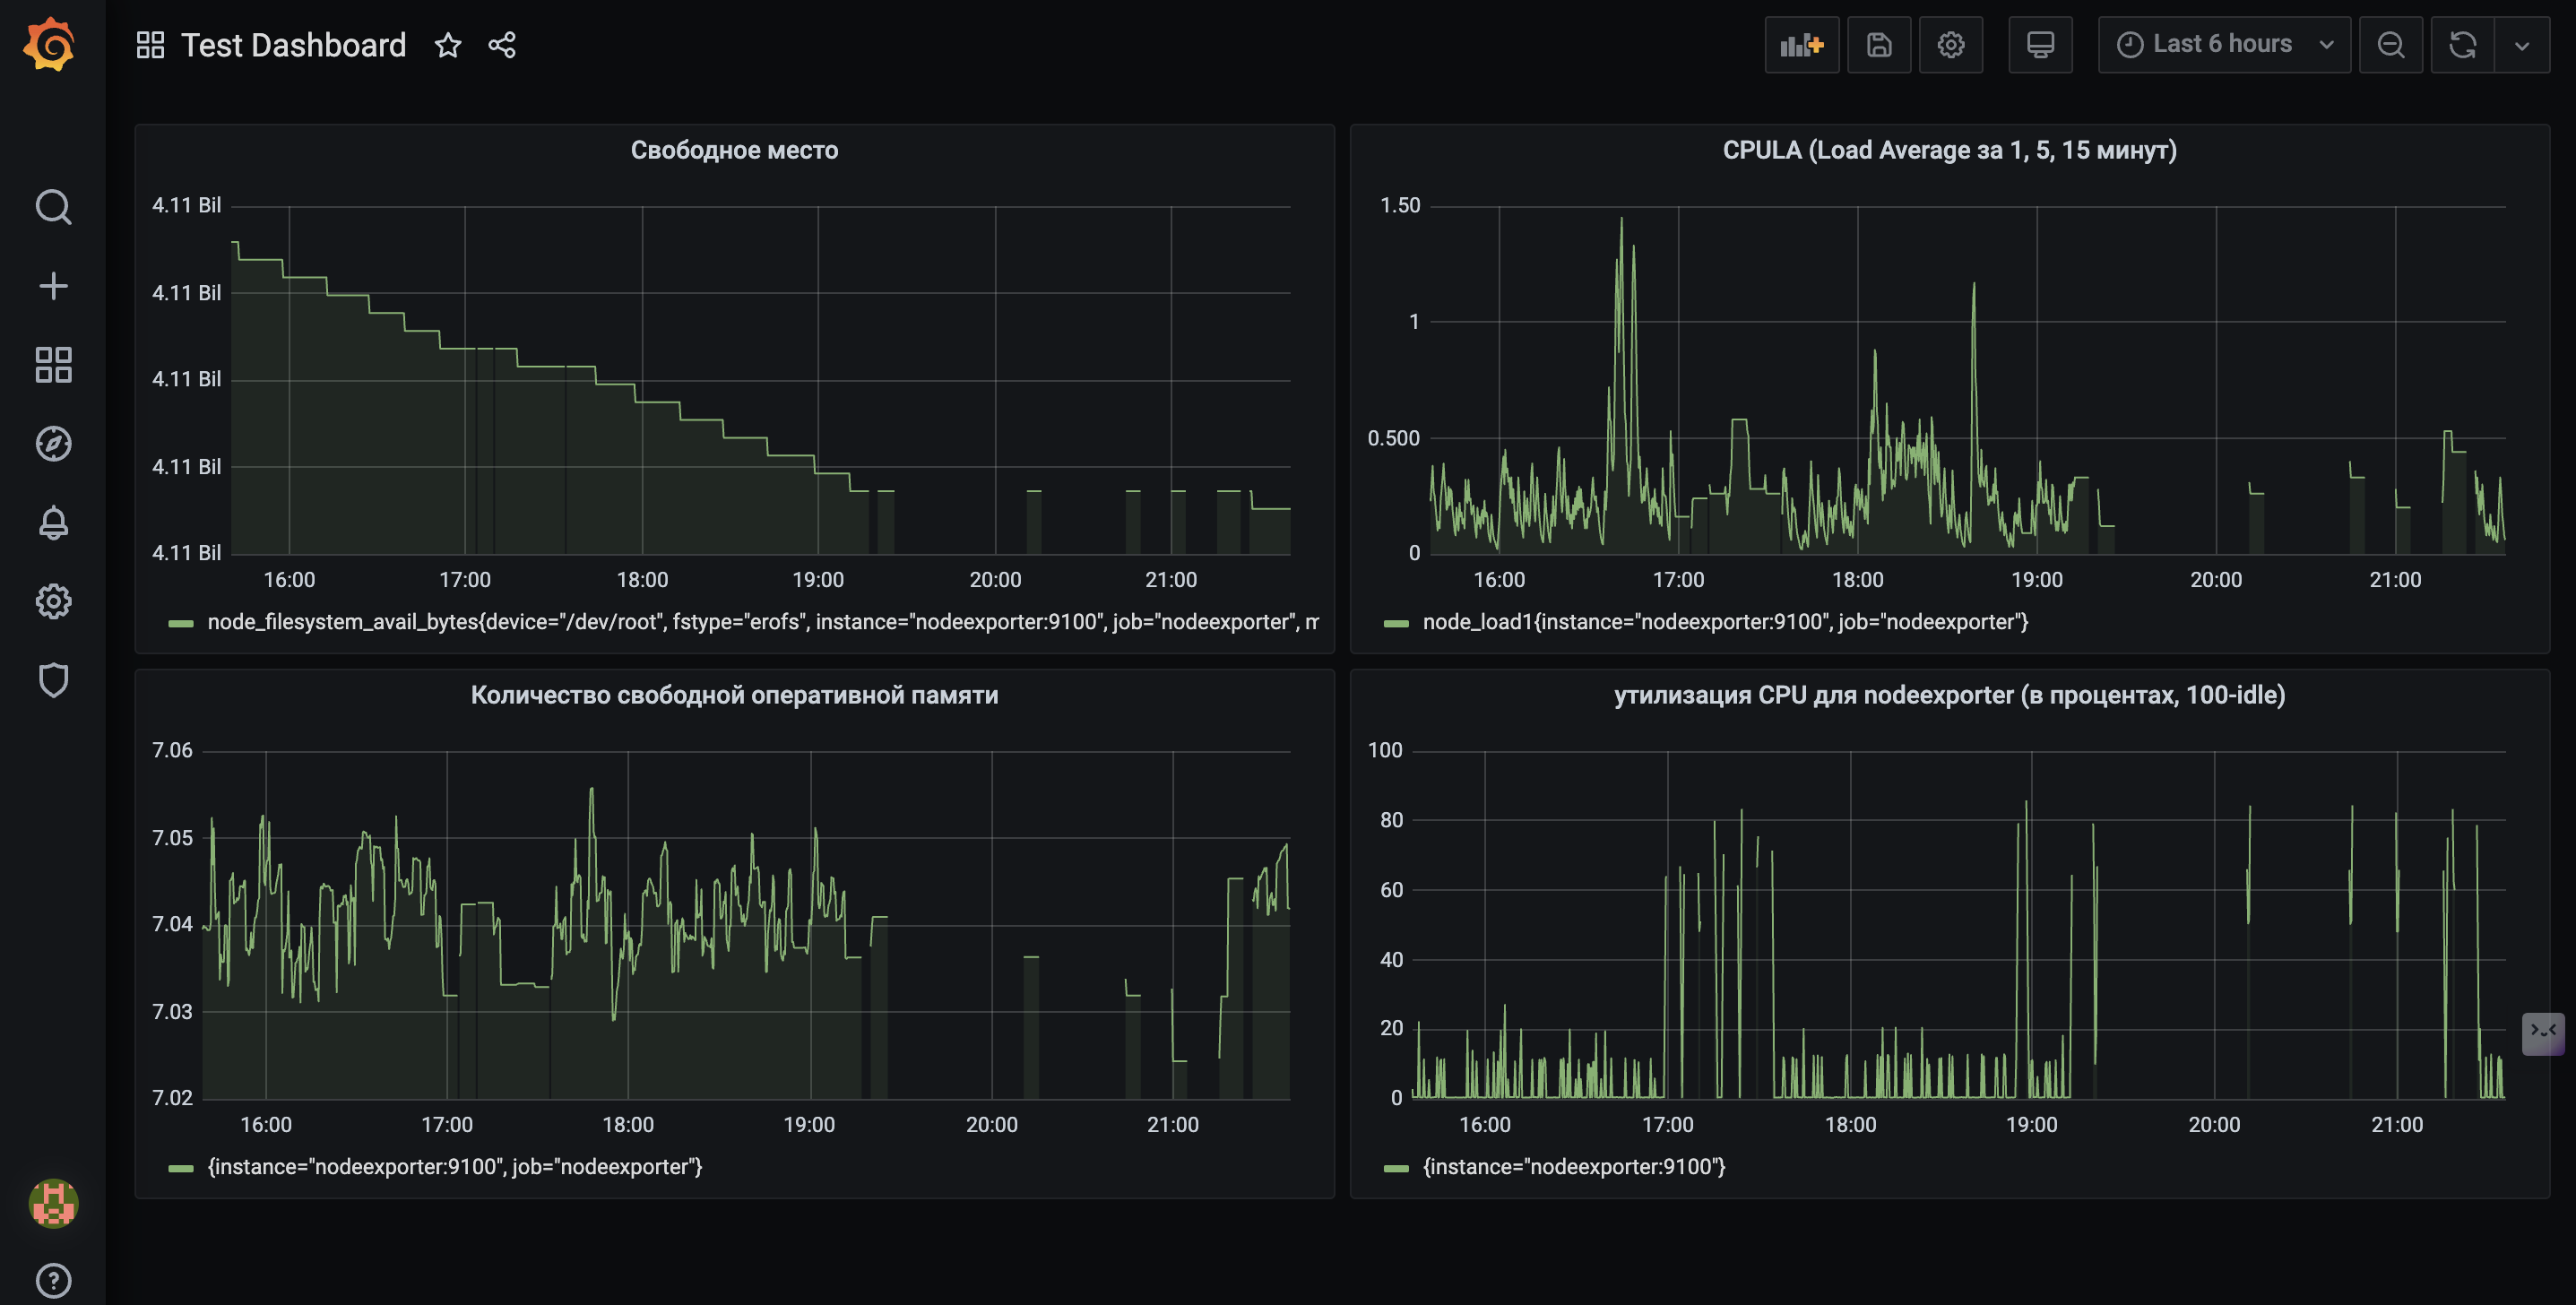 Test Dashboard
Last 6 hours
Свободное место
4.11 Bil
4.11 Bil
4.11 Bil
4.11 Bil
4.11 Bil
16:00 17:00 18:00 19:00 20:00 21:00
node_filesystem_avail_bytes{device="/dev/root", fstype="erofs", instance="nodeexporter:9100", job="nodeexporter", m
CPULA (Load Average за 1, 5, 15 минут)
1.50
1
0.500
0
16:00 17:00 18:00 19:00 20:00 21:00
node_load1{instance="nodeexporter:9100", job="nodeexporter"}
Количество свободной оперативной памяти
7.06
7.05
7.04
7.03
7.02
16:00 17:00 18:00 19:00 20:00 21:00
{instance="nodeexporter:9100", job="nodeexporter"}
утилизация CPU для nodeexporter (в процентах, 100-idle)
100
80
60
40
20
0
16:00 17:00 18:00 19:00 20:00 21:00
{instance="nodeexporter:9100"}